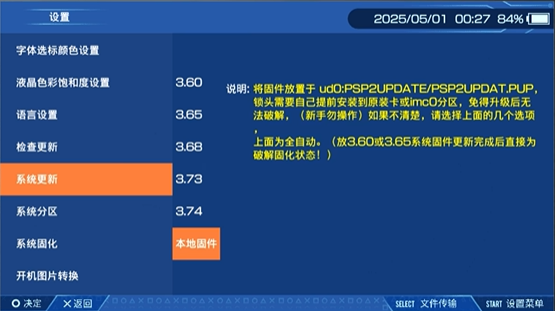 设置
2025/05/01 00:27 84%
字体选标颜色设置
液晶色彩饱和度设置
语言设置
检查更新
系统更新
系统分区
系统固化
开机图片转换
3.60
3.65
3.68
3.73
3.74
本地固件
说明: 将固件放置于 ud0:PSP2UPDATE/PSP2UPDAT.PUP,
锁头需要自己提前安装到原装卡或imc0分区，免得升级后无
法破解，（新手勿操作）如果不清楚，请选择上面的几个选项
，
上面为全自动。（放3.60或3.65系统固件更新完成后直接为
破解固化状态！）
决定
返回
SELECT 文件传输
START 设置菜单